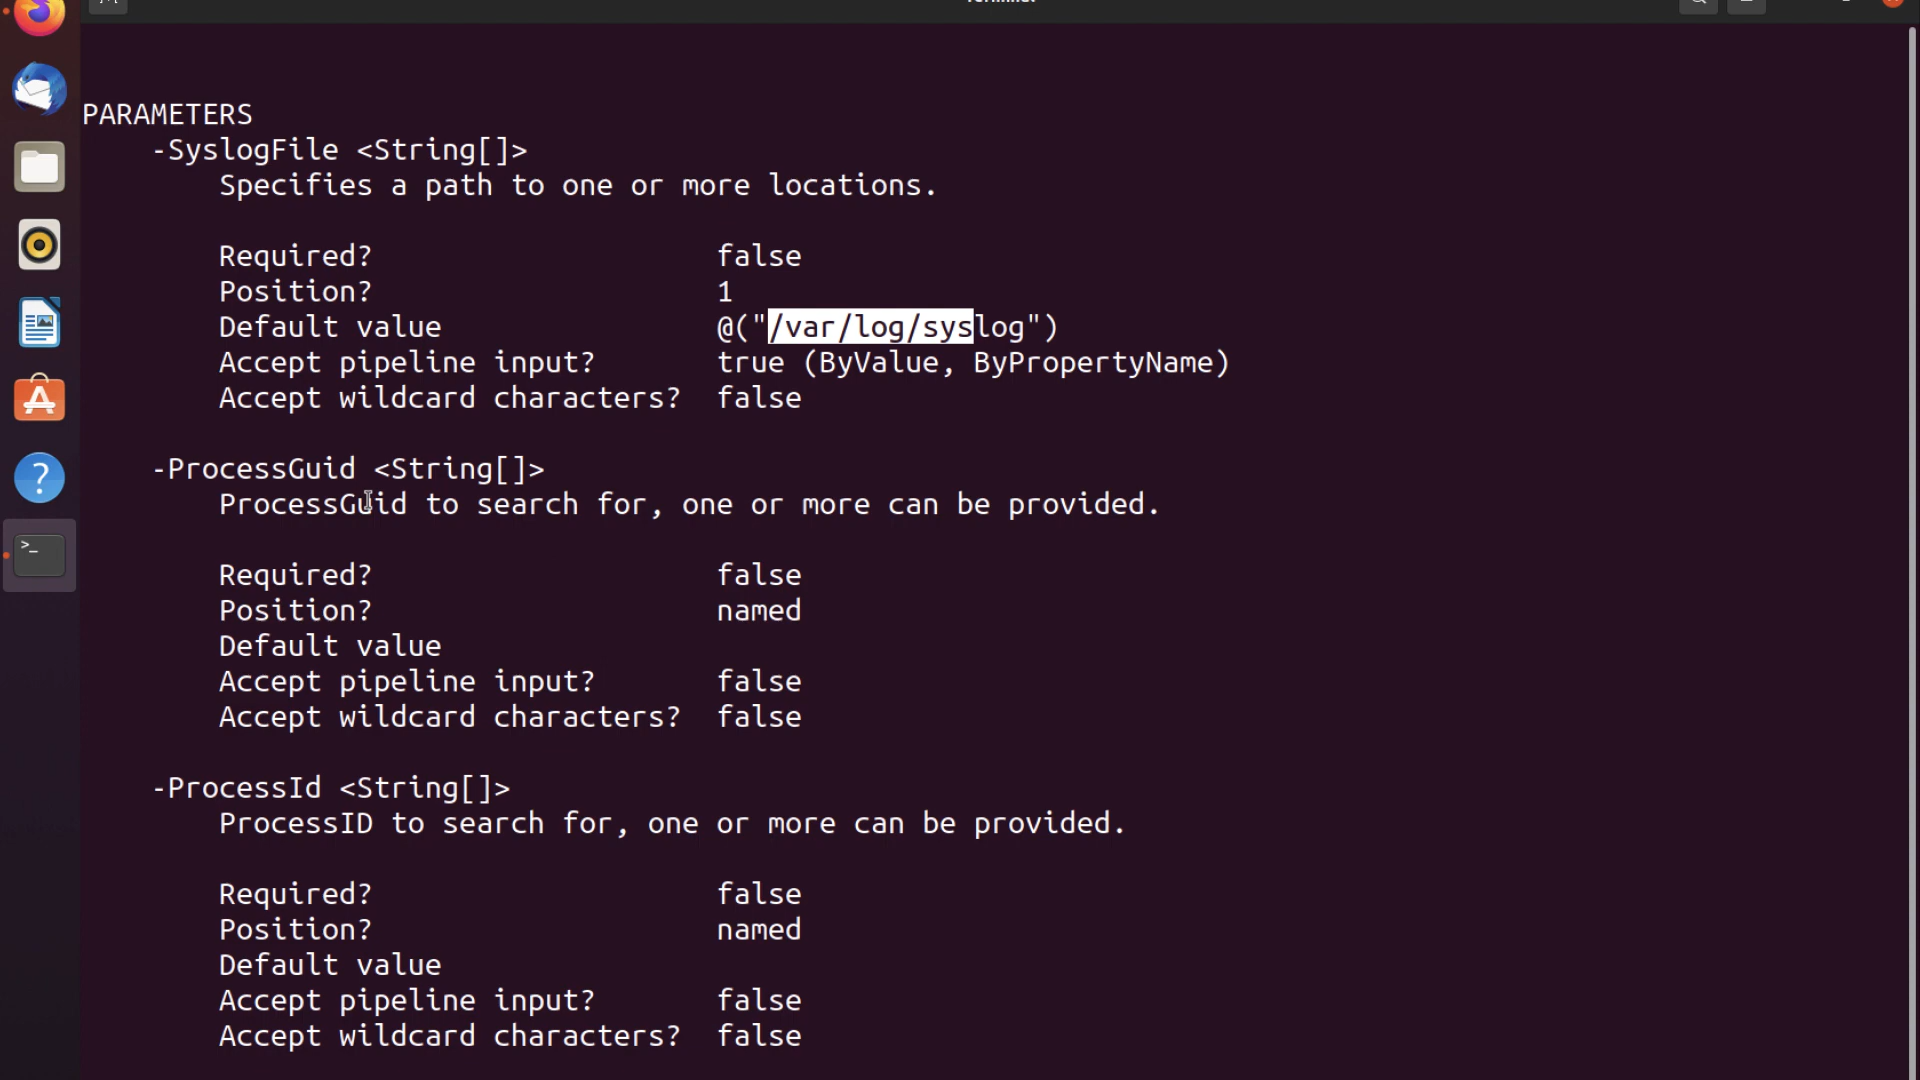 PARAMETERS
-SyslogFile <String[]>
Specifies a path to one or more locations.
Required? false
Position? 1
Default value @("/var/log/syslog")
Accept pipeline input? true (ByValue, ByPropertyName)
Accept wildcard characters? false
-ProcessGuid <String[]>
ProcessGuid to search for, one or more can be provided.
Required? false
Position? named
Default value
Accept pipeline input? false
Accept wildcard characters? false
-ProcessId <String[]>
ProcessID to search for, one or more can be provided.
Required? false
Position? named
Default value
Accept pipeline input? false
Accept wildcard characters? false